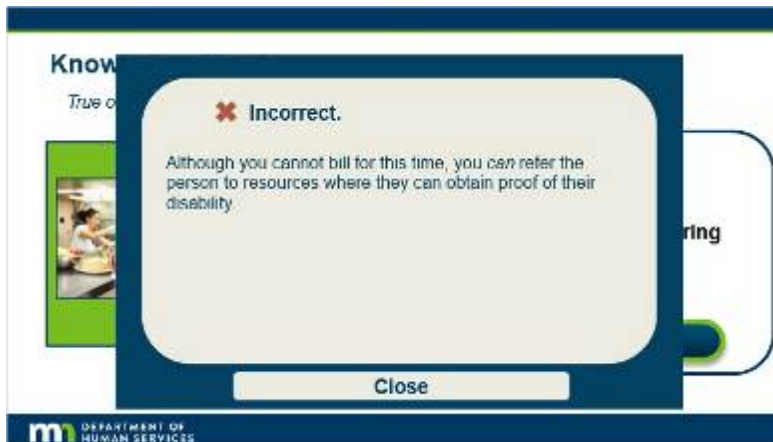 Know
True o
✖ Incorrect.
Although you cannot bill for this time, you can refer the
person to resources where they can obtain proof of their
disability.
ring
Close
DEPARTMENT OF
HUMAN SERVICES